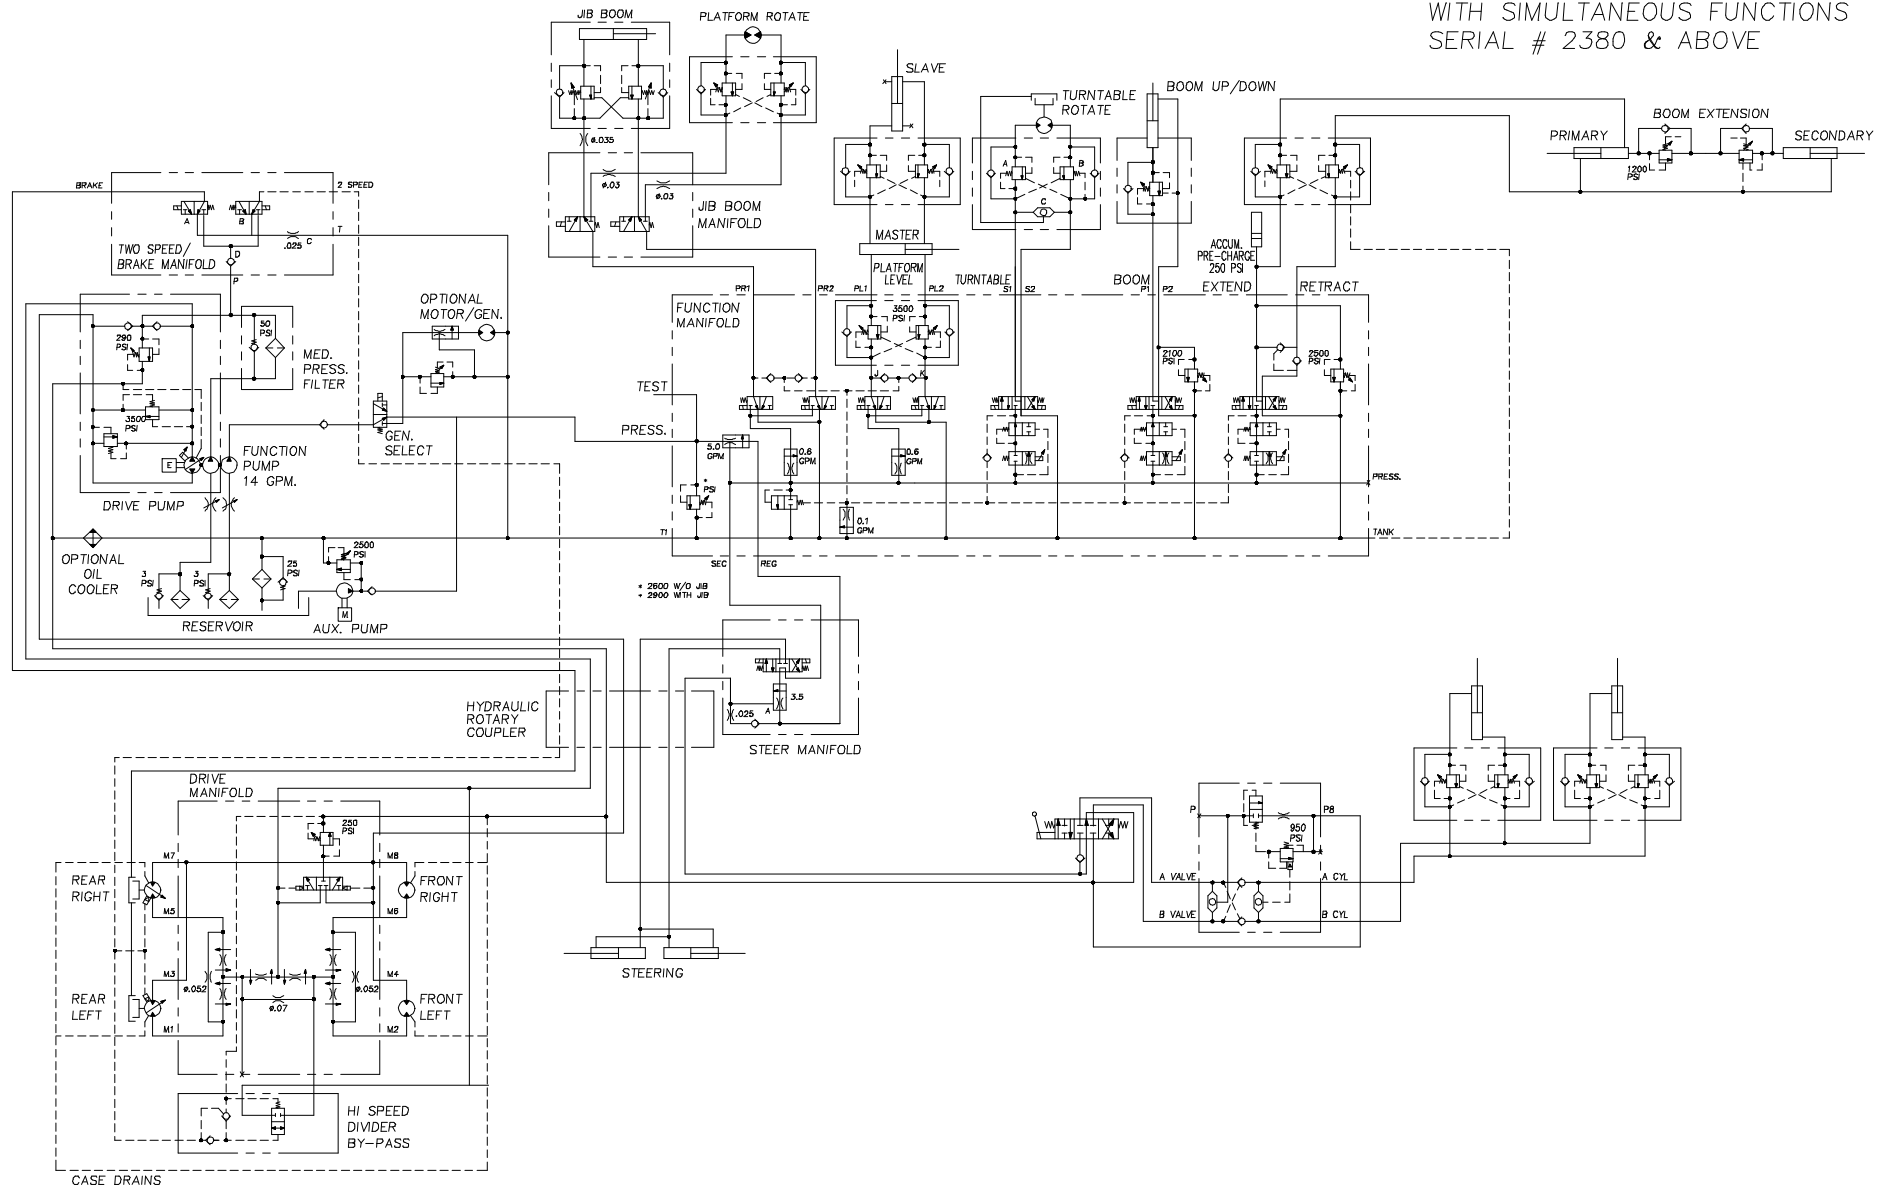 WITH SIMULTANEOUS FUNCTIONS
SERIAL # 2380 & ABOVE
JIB BOOM
PLATFORM ROTATE
SLAVE
TURNTABLE
ROTATE
BOOM UP/DOWN
BOOM EXTENSION
PRIMARY
SECONDARY
1200
PSI
ø.035
ø.03
ø.03
A
B
C
BRAKE
2 SPEED
A
B
.025
C
T
TWO SPEED/
BRAKE MANIFOLD
D
P
JIB BOOM
MANIFOLD
MASTER
PLATFORM
LEVEL
ACCUM.
PRE-CHARGE
250 PSI
TURNTABLE
BOOM
EXTEND
RETRACT
PR1
PR2
PL1
PL2
S1
S2
P1
P2
FUNCTION
MANIFOLD
3500
PSI
OPTIONAL
MOTOR/GEN.
50
PSI
290
PSI
MED.
PRESS.
FILTER
2100
PSI
2500
PSI
J
K
TEST
PRESS.
3500
PSI
GEN.
SELECT
5.0
GPM
0.6
GPM
0.6
GPM
E
FUNCTION
PUMP
14 GPM.
DRIVE PUMP
*
PSI
PRESS.
0.1
GPM
T1
TANK
OPTIONAL
OIL
COOLER
3
PSI
3
PSI
25
PSI
2500
PSI
M
RESERVOIR
AUX. PUMP
SEC
REG
* 2600 W/O JIB
* 2900 WITH JIB
3.5
A
.025
HYDRAULIC
ROTARY
COUPLER
STEER MANIFOLD
DRIVE
MANIFOLD
250
PSI
P
P8
950
PSI
M7
M8
REAR
RIGHT
FRONT
RIGHT
M5
M6
A VALVE
A CYL
B VALVE
B CYL
M3
M4
ø.052
ø.052
ø.07
REAR
LEFT
FRONT
LEFT
M1
M2
STEERING
HI SPEED
DIVIDER
BY-PASS
CASE DRAINS